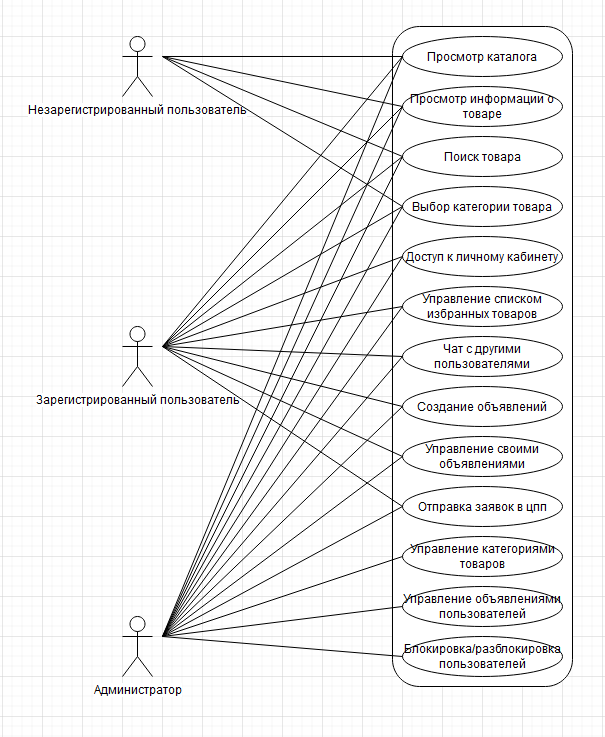 Незарегистрированный пользователь
Зарегистрированный пользователь
Администратор
Просмотр каталога
Просмотр информации о
товаре
Поиск товара
Выбор категории товара
Доступ к личному кабинету
Управление списком
избранных товаров
Чат с другими
пользователями
Создание объявлений
Управление своими
объявлениями
Отправка заявок в цпп
Управление категориями
товаров
Управление объявлениями
пользователей
Блокировка/разблокировка
пользователей